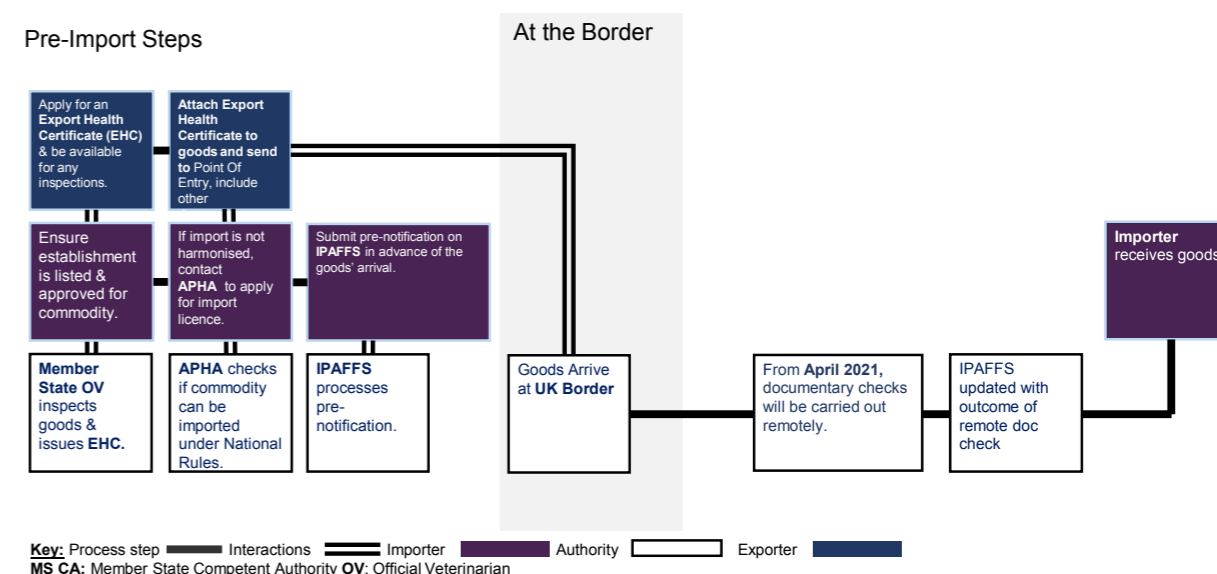 Pre-Import Steps
At the Border
Apply for an
Export Health
Certificate (EHC)
& be available
for any
inspections.
Attach Export
Health
Certificate to
goods and send
to Point Of
Entry, include
other
Ensure
establishment
is listed &
approved for
commodity.
If import is not
harmonised,
contact
APHA to apply
for import
licence.
Submit pre-notification on
IPAFFS in advance of the
goods' arrival.
Importer
receives goods
Member
State OV
inspects
goods &
issues EHC.
APHA checks
if commodity
can be
imported
under National
Rules.
IPAFFS
processes
pre-
notification.
Goods Arrive
at UK Border
From April 2021,
documentary checks
will be carried out
remotely.
IPAFFS
updated with
outcome of
remote doc
check
Key: Process step Interactions Importer Authority Exporter
MS CA: Member State Competent Authority OV: Official Veterinarian